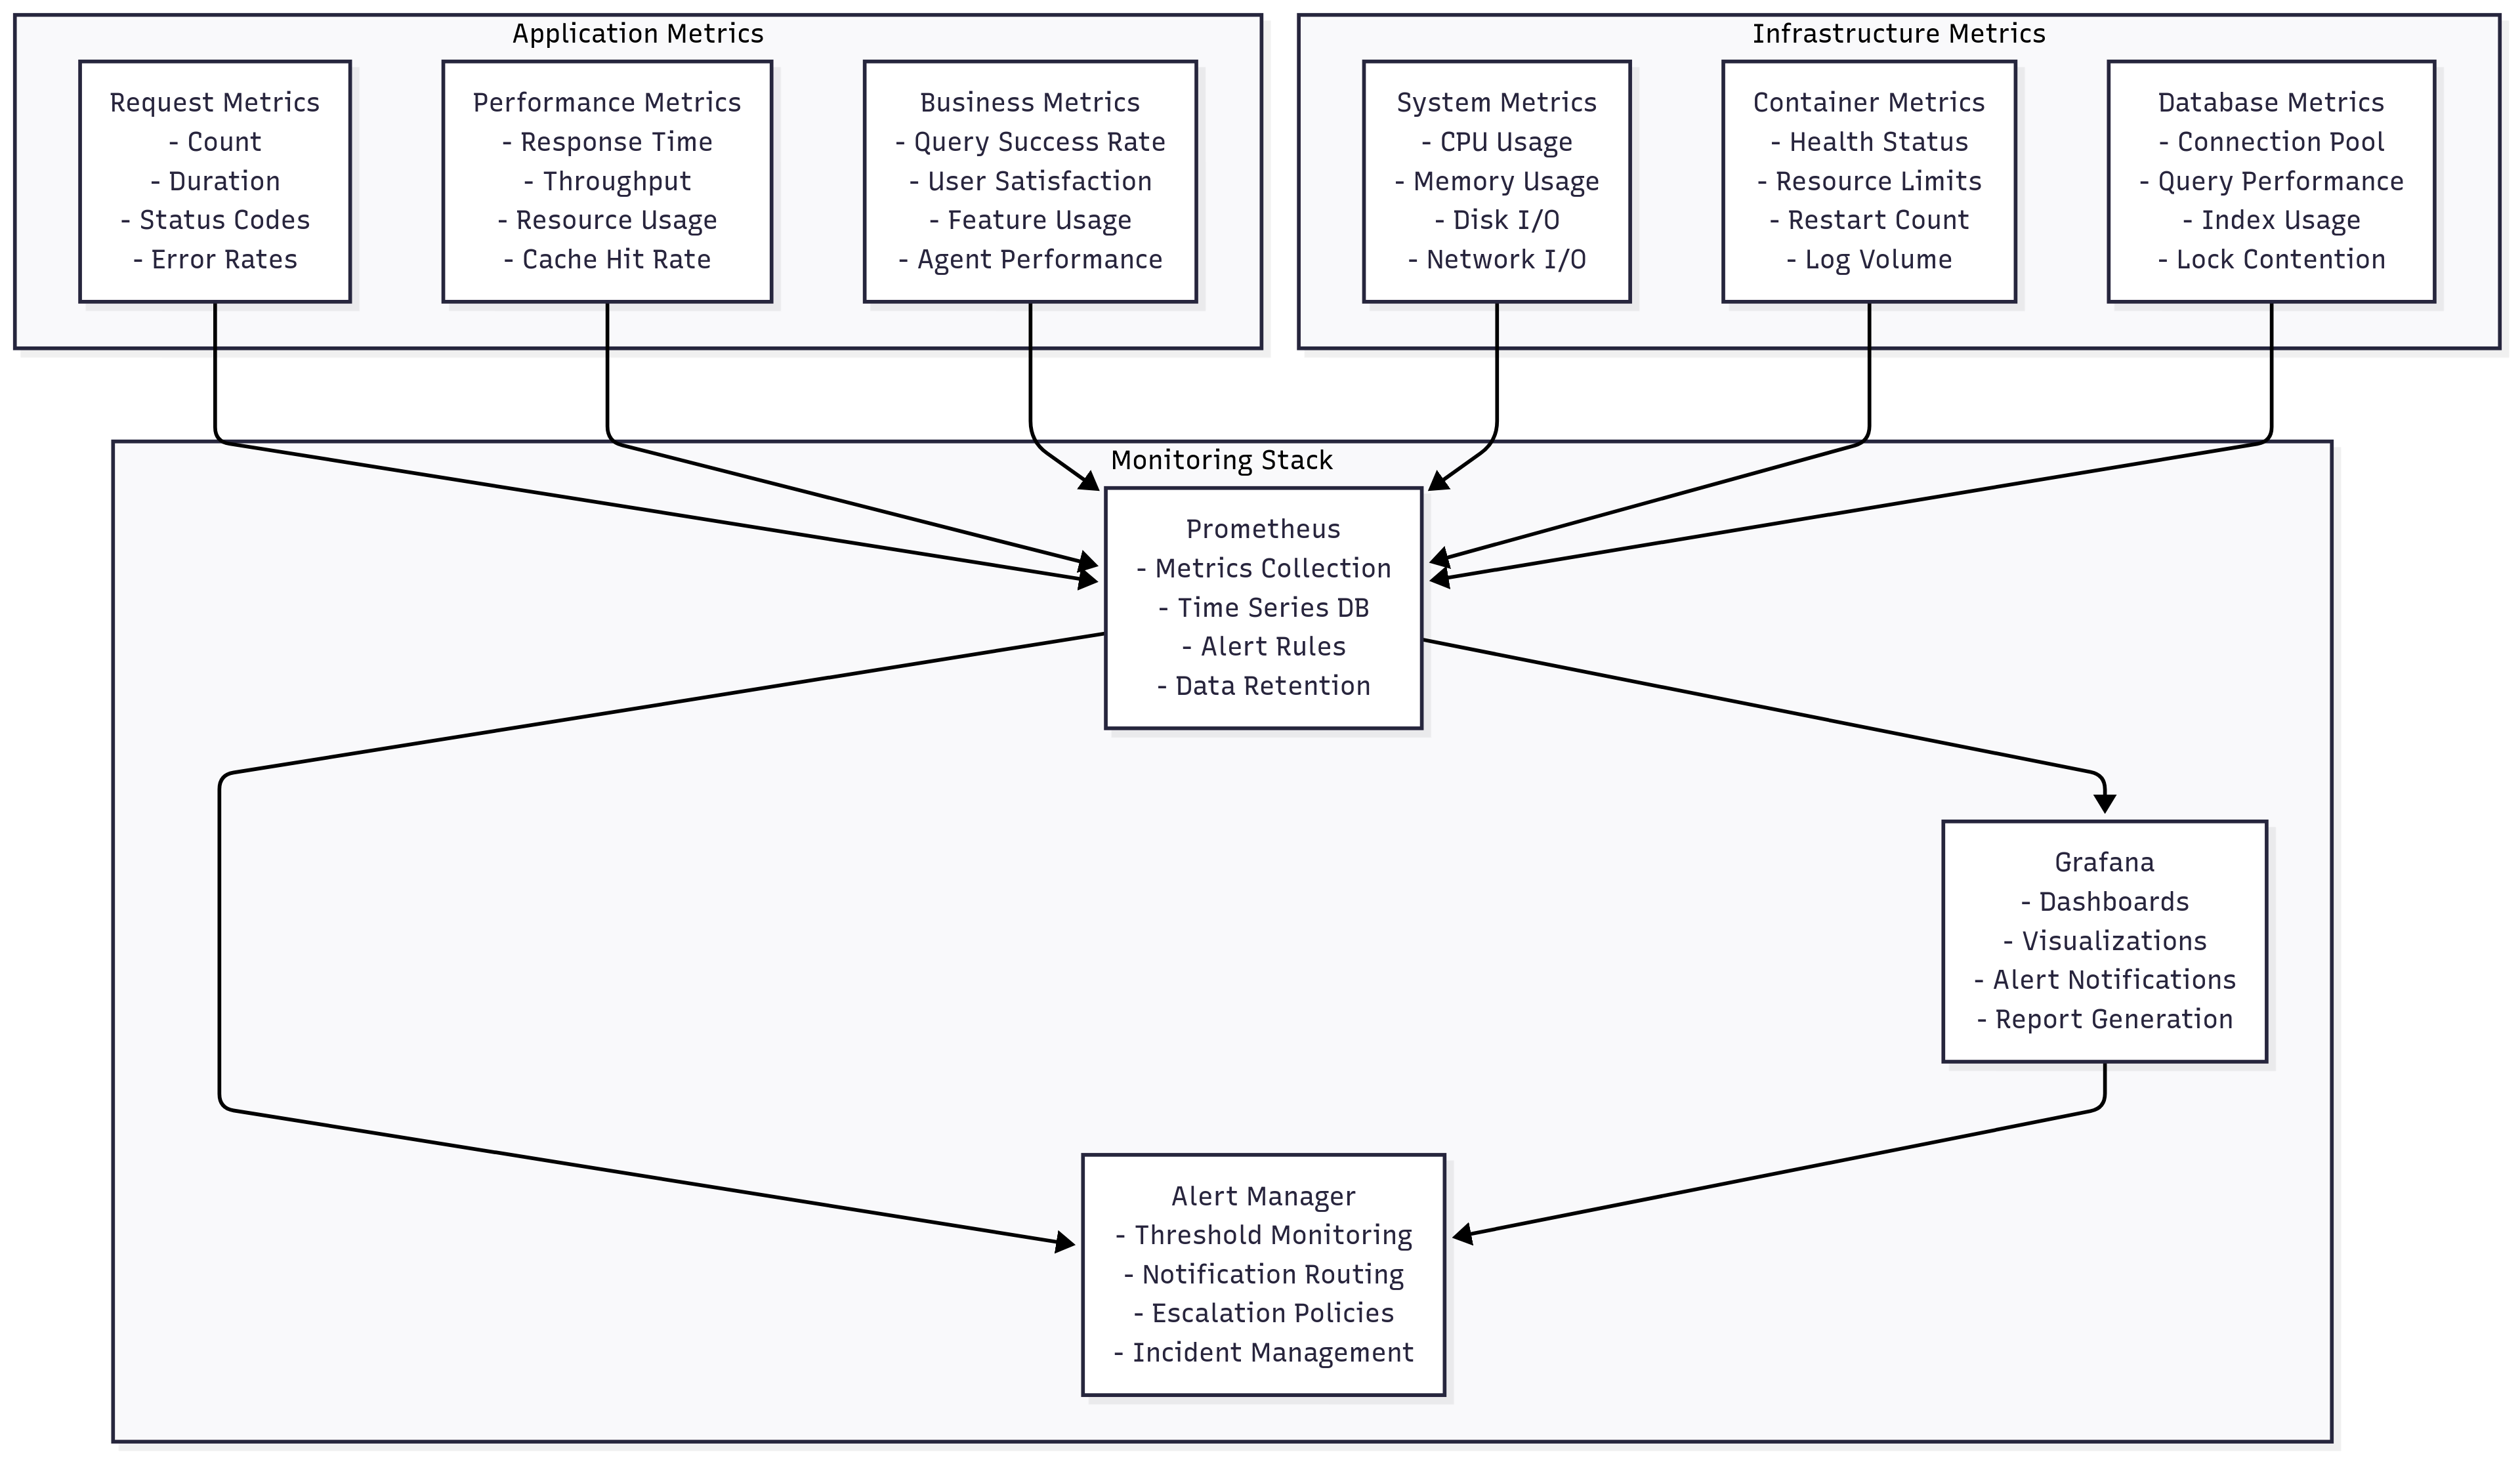 Application Metrics
Request Metrics
- Count
- Duration
- Status Codes
- Error Rates
Performance Metrics
- Response Time
- Throughput
- Resource Usage
- Cache Hit Rate
Business Metrics
- Query Success Rate
- User Satisfaction
- Feature Usage
- Agent Performance
Infrastructure Metrics
System Metrics
- CPU Usage
- Memory Usage
- Disk I/O
- Network I/O
Container Metrics
- Health Status
- Resource Limits
- Restart Count
- Log Volume
Database Metrics
- Connection Pool
- Query Performance
- Index Usage
- Lock Contention
Monitoring Stack
Prometheus
- Metrics Collection
- Time Series DB
- Alert Rules
- Data Retention
Grafana
- Dashboards
- Visualizations
- Alert Notifications
- Report Generation
Alert Manager
- Threshold Monitoring
- Notification Routing
- Escalation Policies
- Incident Management